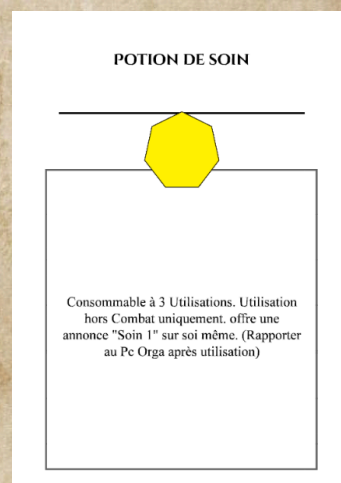 POTION DE SOIN
Consommable à 3 Utilisations. Utilisation
hors Combat uniquement. offre une
annonce "Soin 1" sur soi même. (Rapporter
au Pc Orga après utilisation)